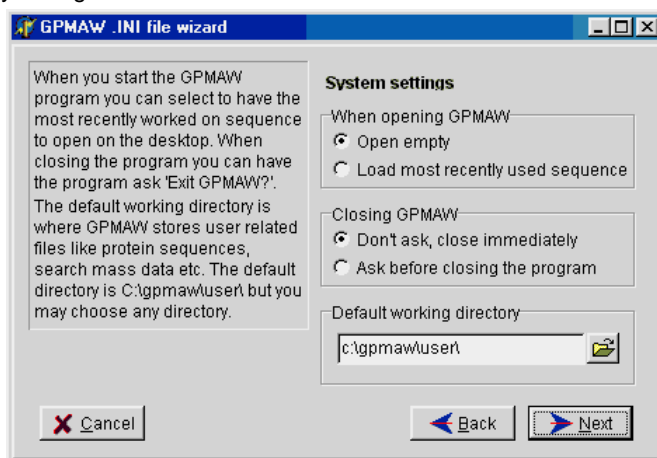 GPMAW .INI file wizard
When you start the GPMAW
program you can select to have the
most recently worked on sequence
to open on the desktop. When
closing the program you can have
the program ask 'Exit GPMAW?'.
The default working directory is
where GPMAW stores user related
files like protein sequences,
search mass data etc. The default
directory is C:\gpmaw\user\ but you
may choose any directory.
System settings
When opening GPMAW
Open empty
Load most recently used sequence
Closing GPMAW
Don't ask, close immediately
Ask before closing the program
Default working directory
c:\gpmaw\user\
Cancel
Back
Next